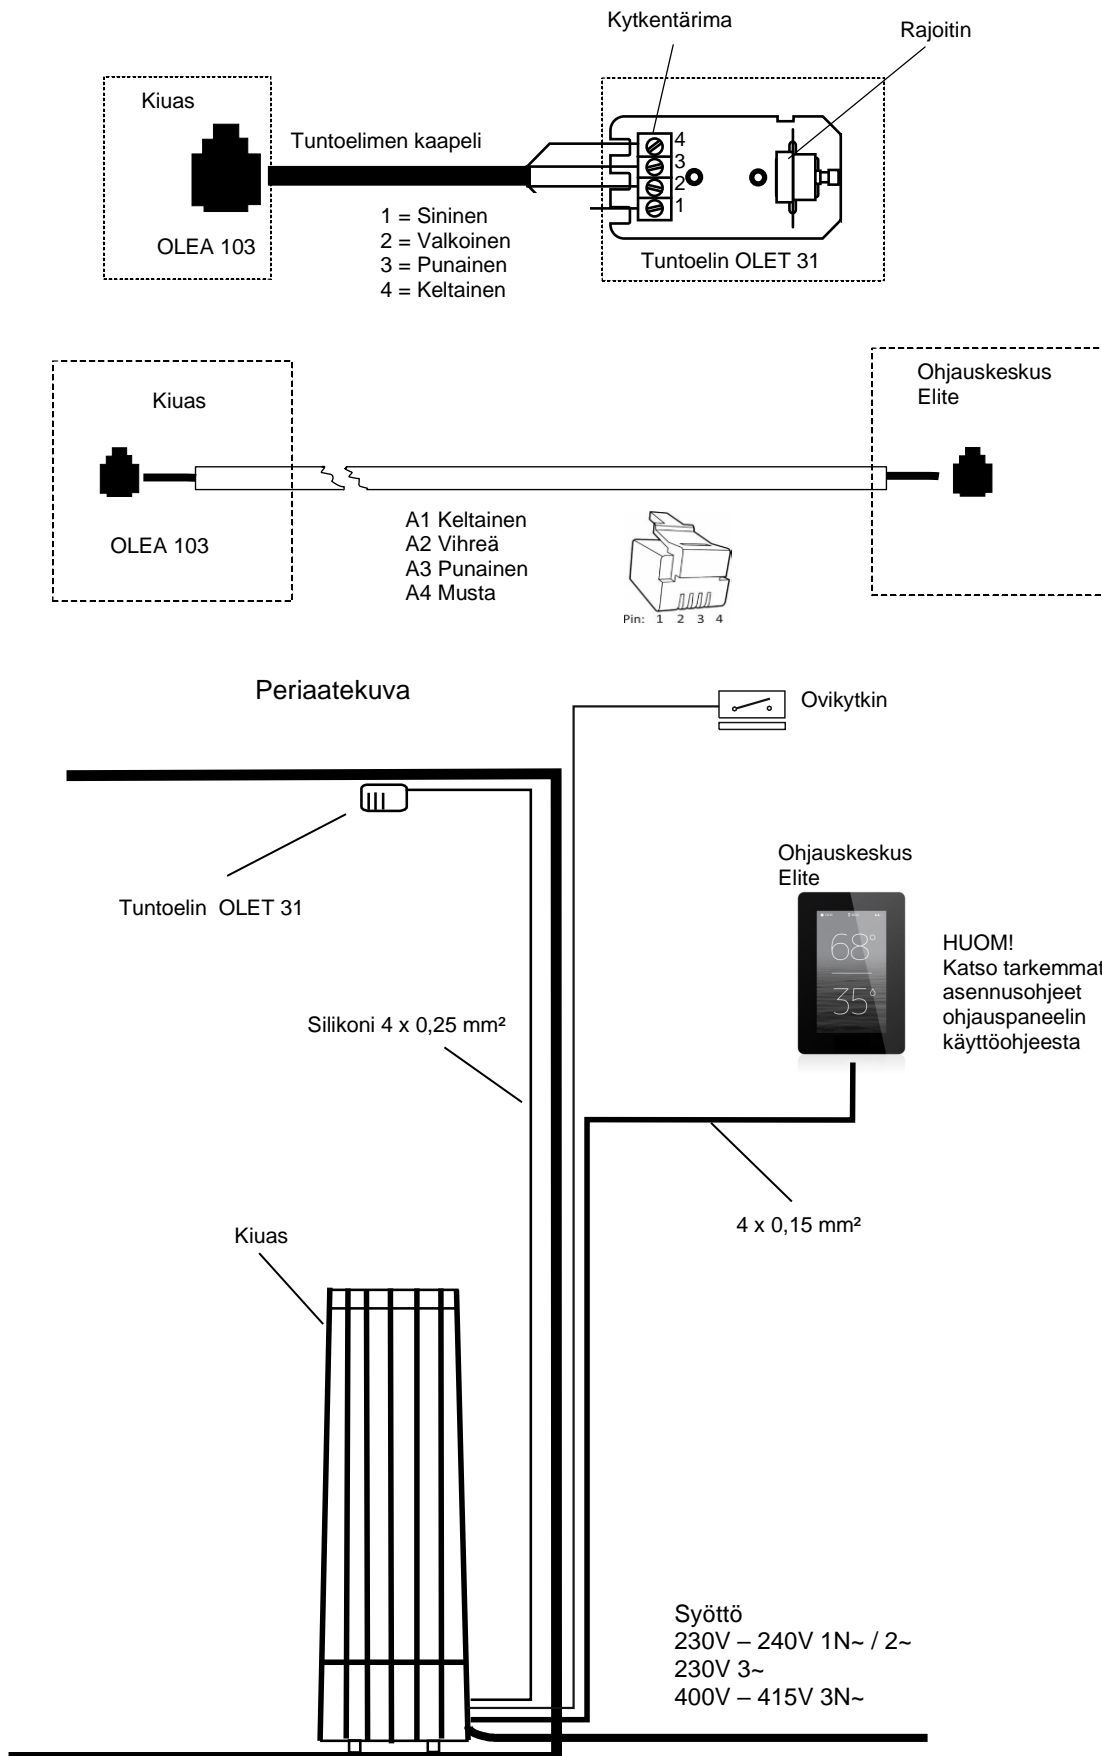 Kytkentärima
Rajoitin
Kiuas
Tuntoelimen kaapeli
4
3
2
1
OLEA 103
1 = Sininen
2 = Valkoinen
3 = Punainen
4 = Keltainen
Tuntoelin OLET 31
Kiuas
Ohjauskeskus
Elite
OLEA 103
A1 Keltainen
A2 Vihreä
A3 Punainen
A4 Musta
Pin: 1 2 3 4
Periaatekuva
Ovikytkin
Tuntoelin OLET 31
Ohjauskeskus
Elite
68°
35°
HUOM!
Katso tarkemmat
asennusohjeet
ohjauspaneelin
käyttöohjeesta
Silikoni 4 x 0,25 mm²
4 x 0,15 mm²
Kiuas
Syöttö
230V – 240V 1N~ / 2~
230V 3~
400V – 415V 3N~